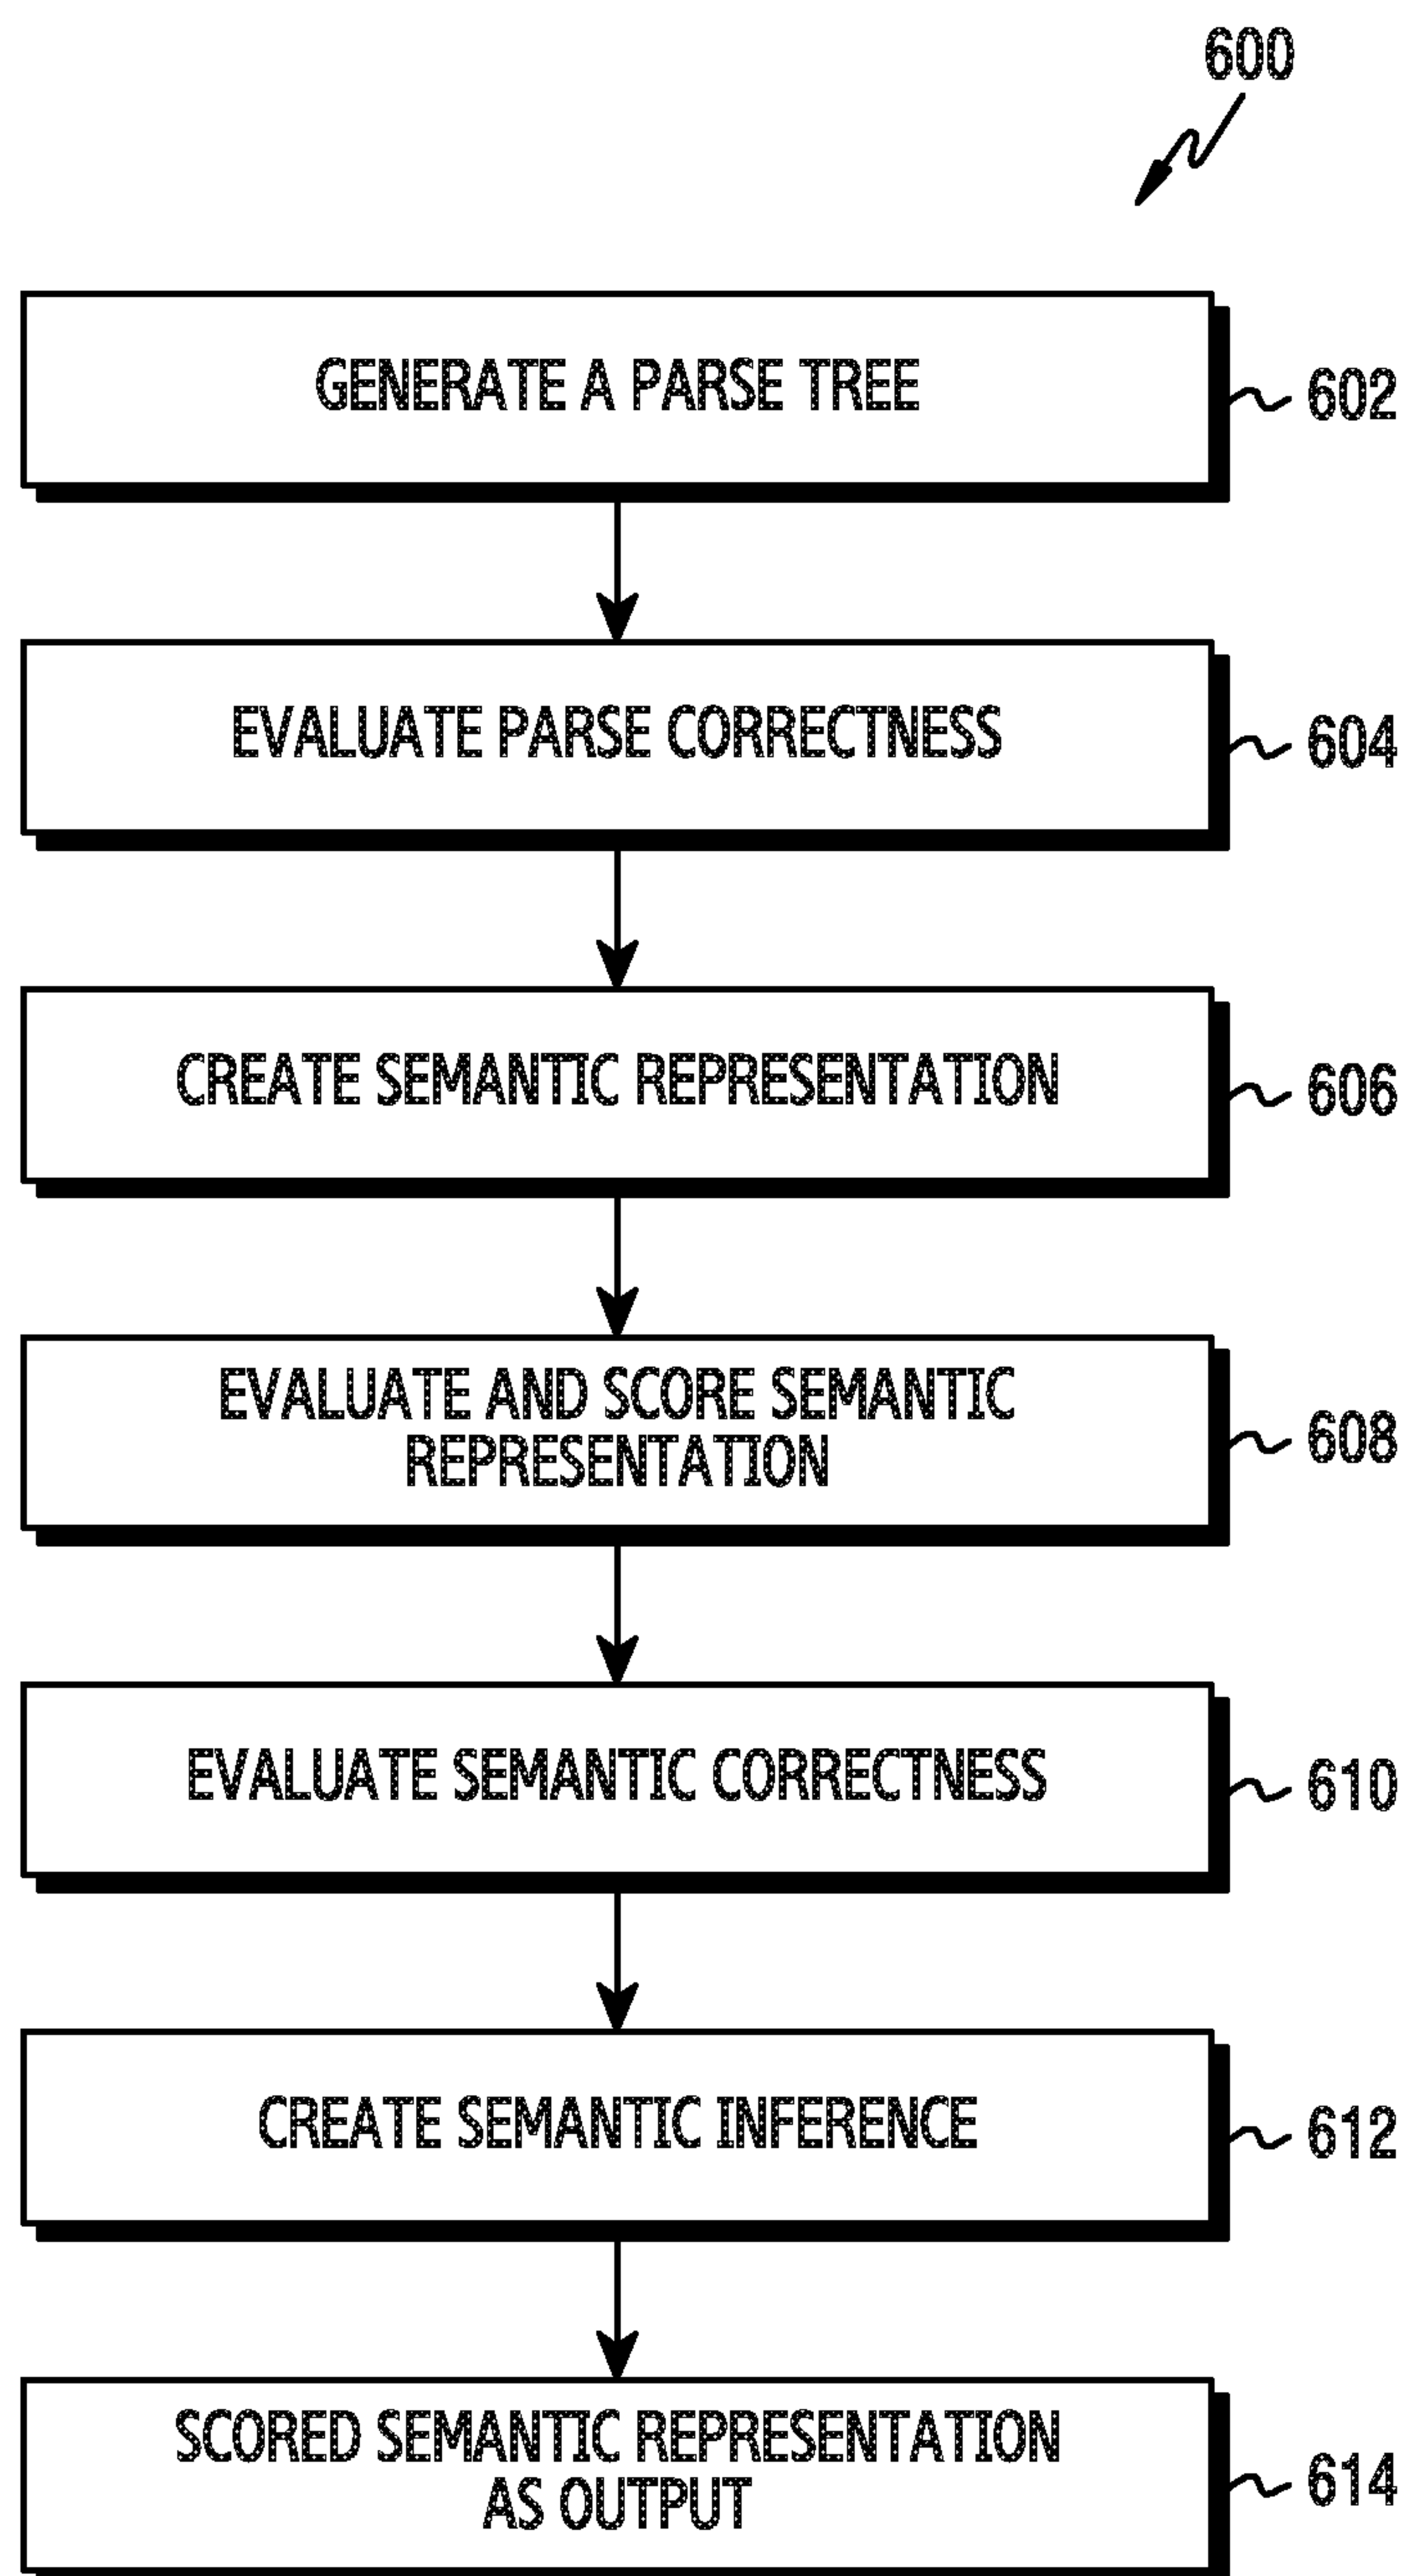 600
GENERATE A PARSE TREE
602
EVALUATE PARSE CORRECTNESS
604
CREATE SEMANTIC REPRESENTATION
606
EVALUATE AND SCORE SEMANTIC
REPRESENTATION
608
EVALUATE SEMANTIC CORRECTNESS
610
CREATE SEMANTIC INFERENCE
612
SCORED SEMANTIC REPRESENTATION
AS OUTPUT
614